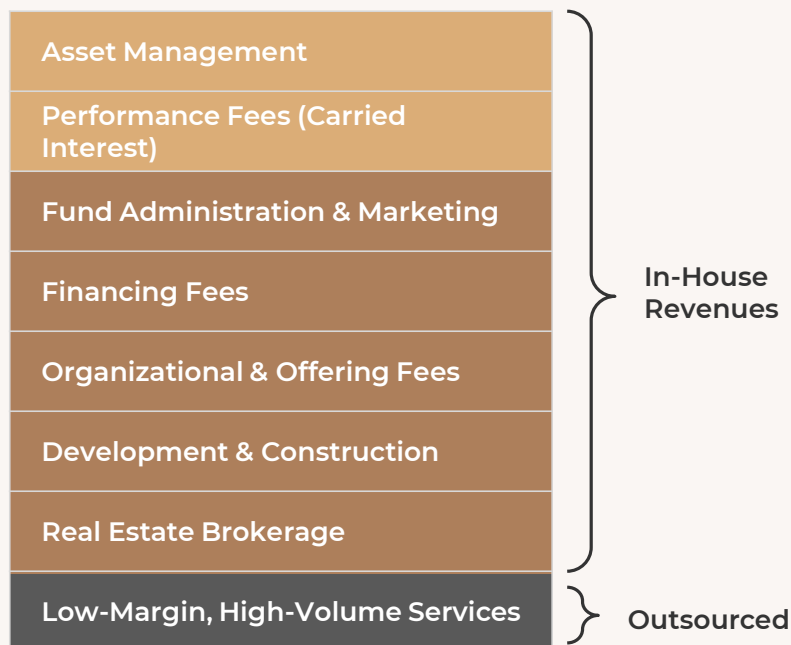 Asset Management
Performance Fees (Carried
Interest)
Fund Administration & Marketing
Financing Fees
Organizational & Offering Fees
Development & Construction
Real Estate Brokerage
Low-Margin, High-Volume Services
In-House
Revenues
Outsourced